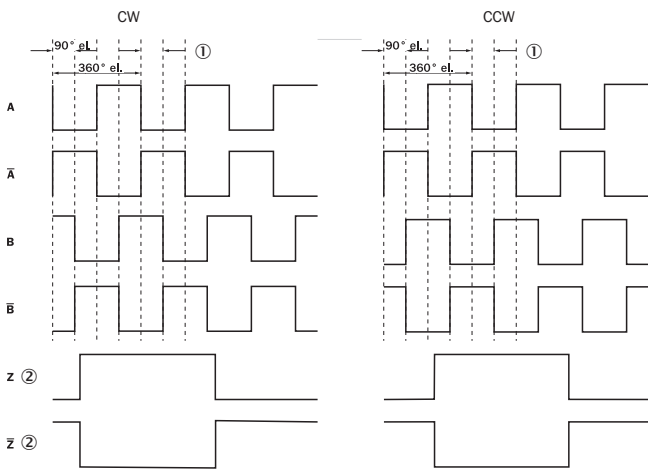 CW CCW
90° el. ① 90° el. ①
360° el. 360° el.
A
A̅
B
B̅
Z ②
Z̅ ②